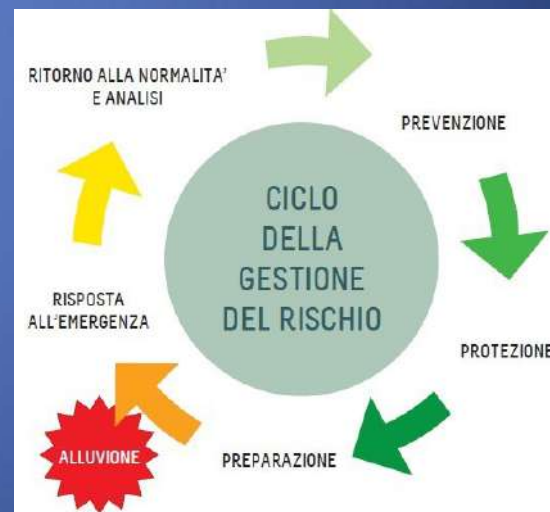 RITORNO ALLA NORMALITA'
E ANALISI
PREVENZIONE
CICLO
DELLA
GESTIONE
DEL RISCHIO
RISPOSTA
ALL'EMERGENZA
PROTEZIONE
ALLUVIONE
PREPARAZIONE